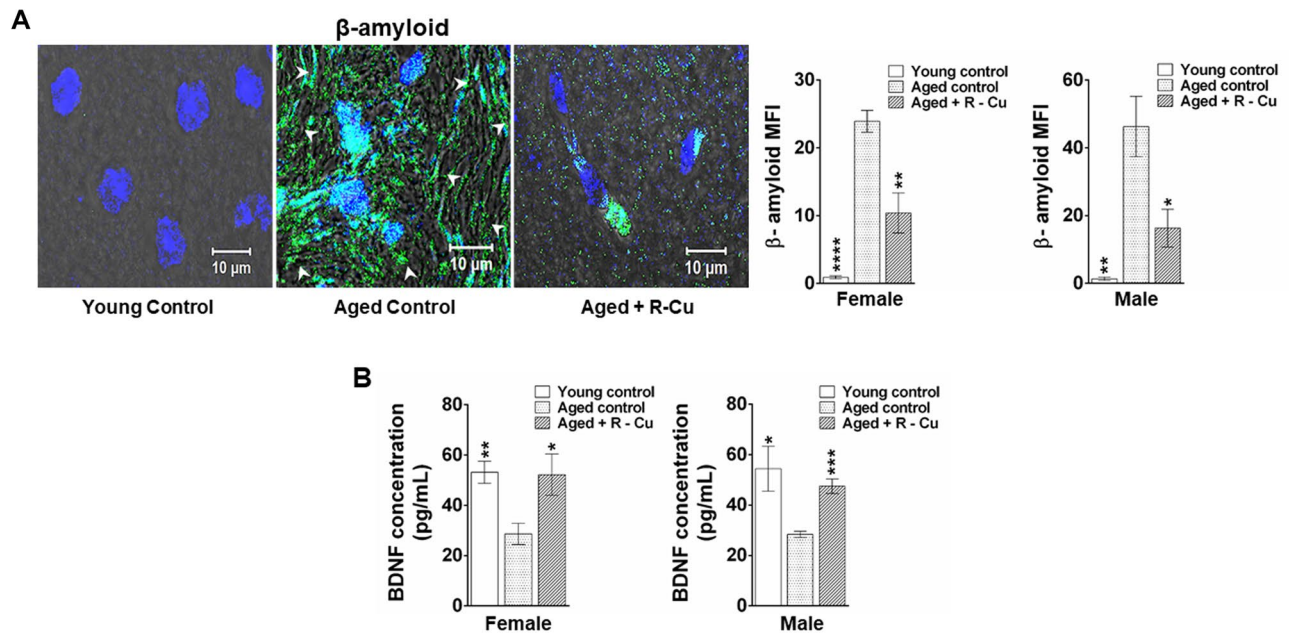 A
β-amyloid
10 µm
10 µm
10 µm
Young Control
Aged Control
Aged + R-Cu
β- amyloid MFI
30
20
10
0
****
**
Young control
Aged control
Aged + R - Cu
Female
β- amyloid MFI
60
40
20
0
**
*
Young control
Aged control
Aged + R - Cu
Male
B
BDNF concentration
(pg/mL)
80
60
40
20
0
**
*
Young control
Aged control
Aged + R - Cu
Female
BDNF concentration
(pg/mL)
80
60
40
20
0
*
***
Young control
Aged control
Aged + R - Cu
Male